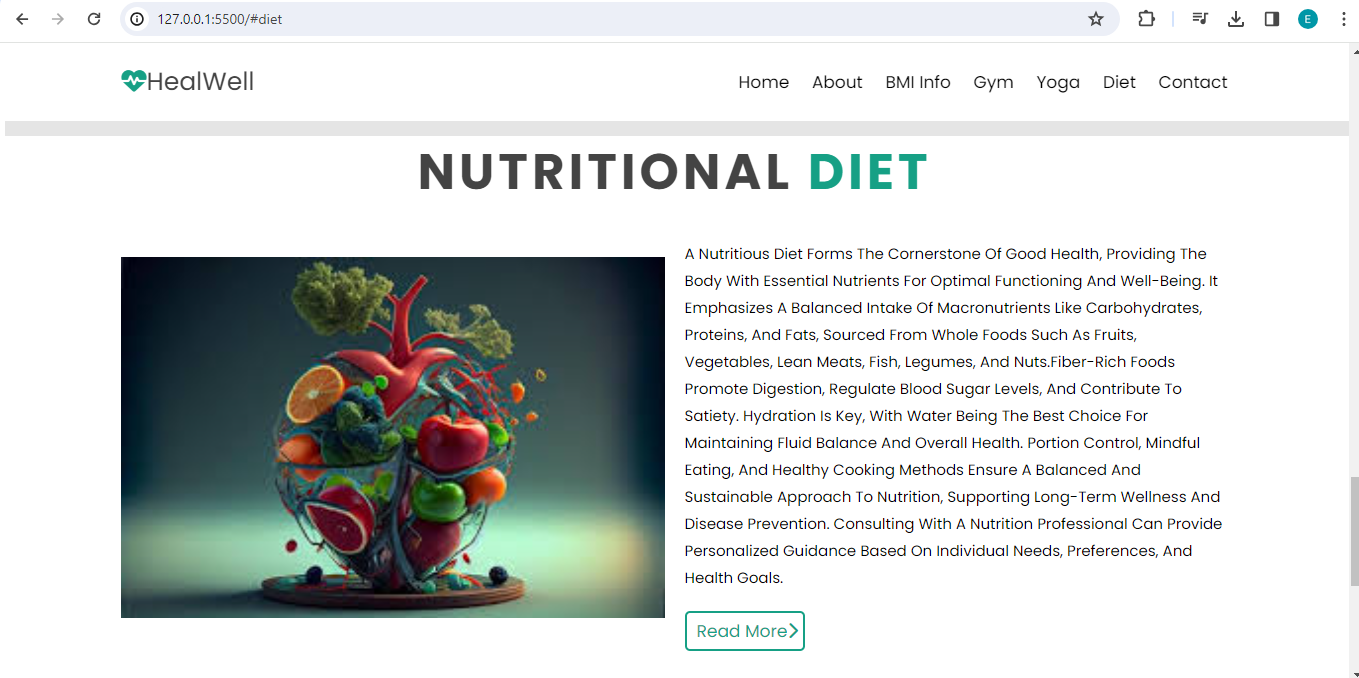 127.0.0.1:5500/#diet
E
HealWell
Home About BMI Info Gym Yoga Diet Contact
NUTRITIONAL DIET
A Nutritious Diet Forms The Cornerstone Of Good Health, Providing The
Body With Essential Nutrients For Optimal Functioning And Well-Being. It
Emphasizes A Balanced Intake Of Macronutrients Like Carbohydrates,
Proteins, And Fats, Sourced From Whole Foods Such As Fruits,
Vegetables, Lean Meats, Fish, Legumes, And Nuts.Fiber-Rich Foods
Promote Digestion, Regulate Blood Sugar Levels, And Contribute To
Satiety. Hydration Is Key, With Water Being The Best Choice For
Maintaining Fluid Balance And Overall Health. Portion Control, Mindful
Eating, And Healthy Cooking Methods Ensure A Balanced And
Sustainable Approach To Nutrition, Supporting Long-Term Wellness And
Disease Prevention. Consulting With A Nutrition Professional Can Provide
Personalized Guidance Based On Individual Needs, Preferences, And
Health Goals.
Read More